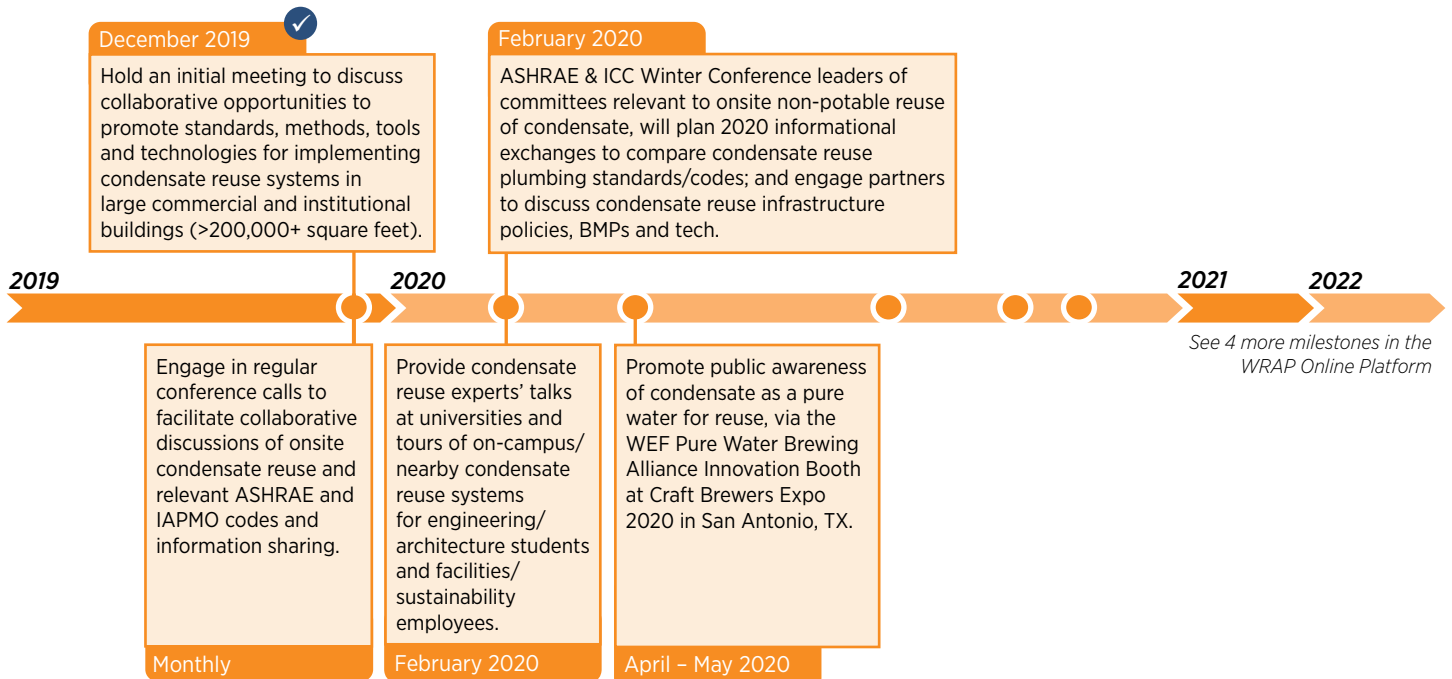 December 2019
Hold an initial meeting to discuss
collaborative opportunities to
promote standards, methods, tools
and technologies for implementing
condensate reuse systems in
large commercial and institutional
buildings (>200,000+ square feet).
February 2020
ASHRAE & ICC Winter Conference leaders of
committees relevant to onsite non-potable reuse
of condensate, will plan 2020 informational
exchanges to compare condensate reuse
plumbing standards/codes; and engage partners
to discuss condensate reuse infrastructure
policies, BMPs and tech.
2019
2020
2021
2022
See 4 more milestones in the
WRAP Online Platform
Engage in regular
conference calls to
facilitate collaborative
discussions of onsite
condensate reuse and
relevant ASHRAE and
IAPMO codes and
information sharing.
Monthly
Provide condensate
reuse experts’ talks
at universities and
tours of on-campus/
nearby condensate
reuse systems
for engineering/
architecture students
and facilities/
sustainability
employees.
February 2020
Promote public awareness
of condensate as a pure
water for reuse, via the
WEF Pure Water Brewing
Alliance Innovation Booth
at Craft Brewers Expo
2020 in San Antonio, TX.
April – May 2020